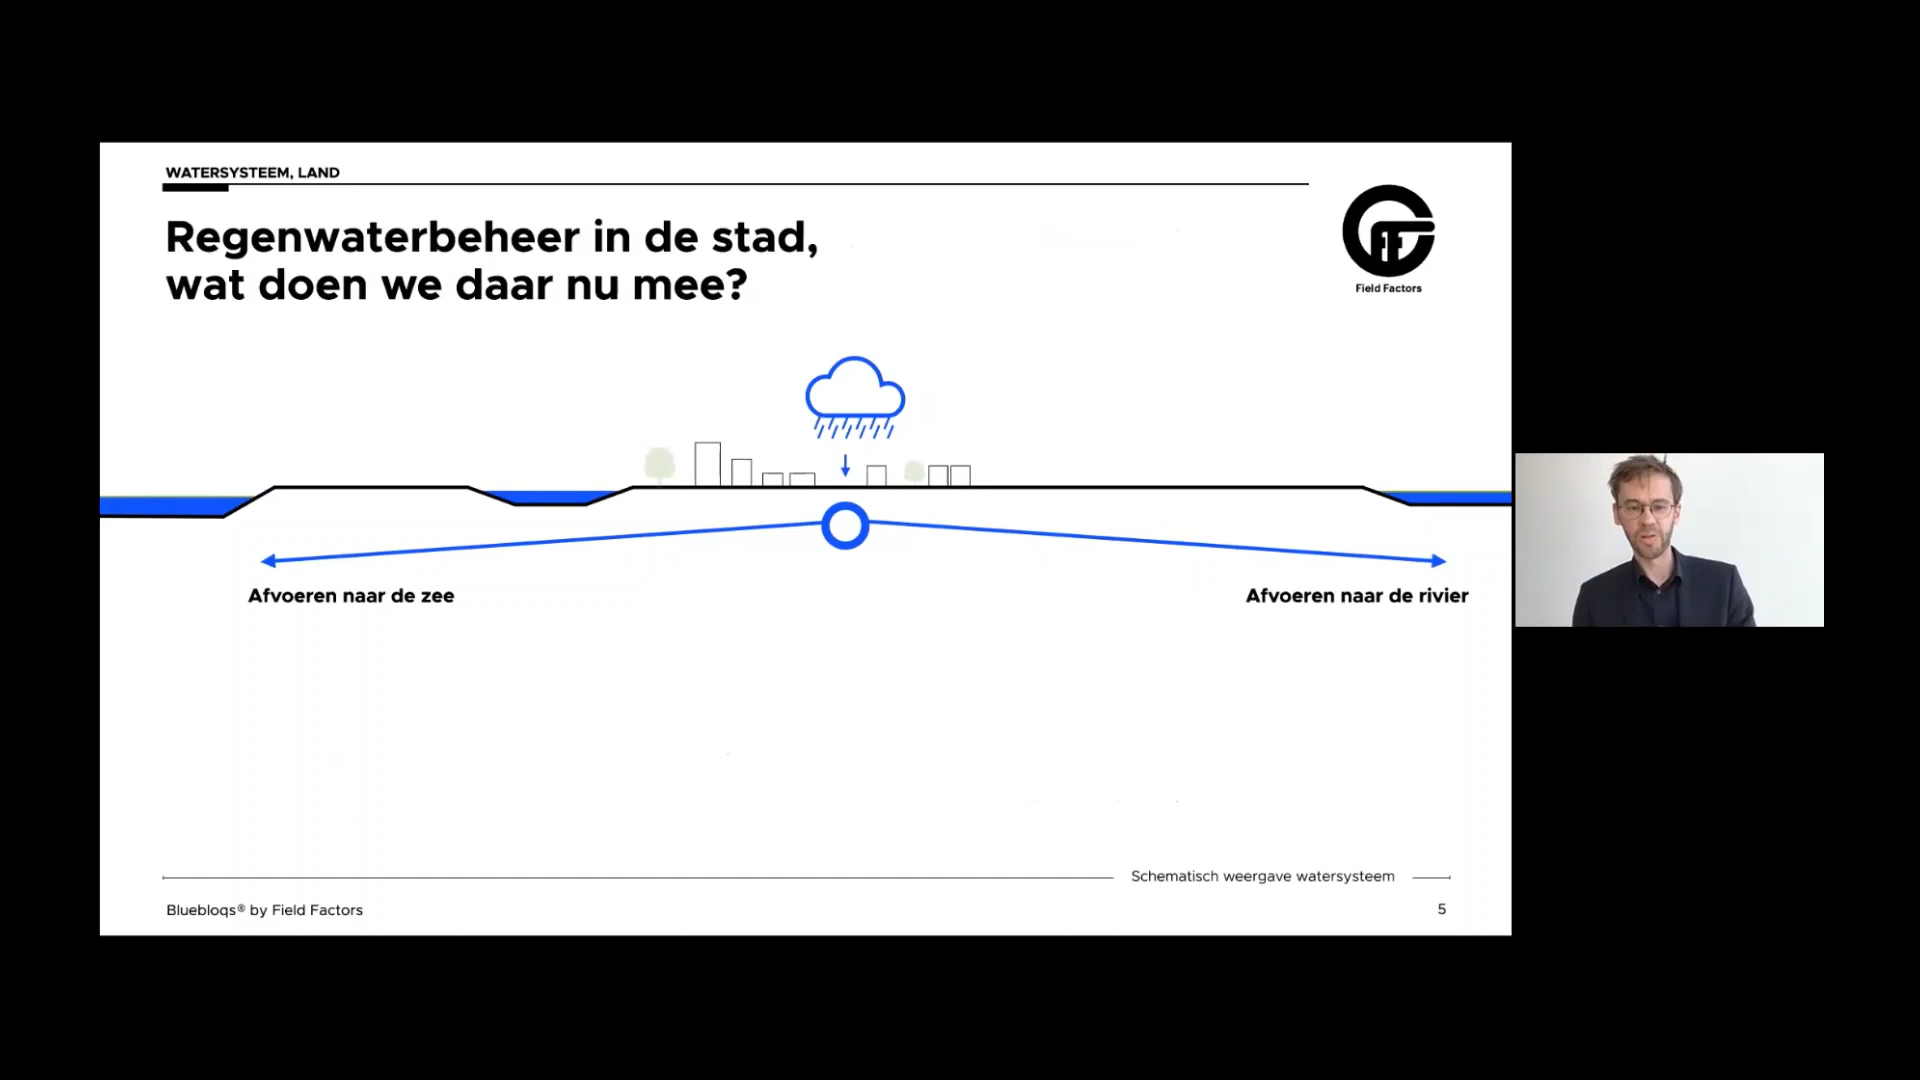 WATERSYSTEEM, LAND
Regenwaterbeheer in de stad,
wat doen we daar nu mee?
Field Factors
Afvoeren naar de zee
Afvoeren naar de rivier
Schematisch weergave watersysteem
Bluebloqs® by Field Factors
5